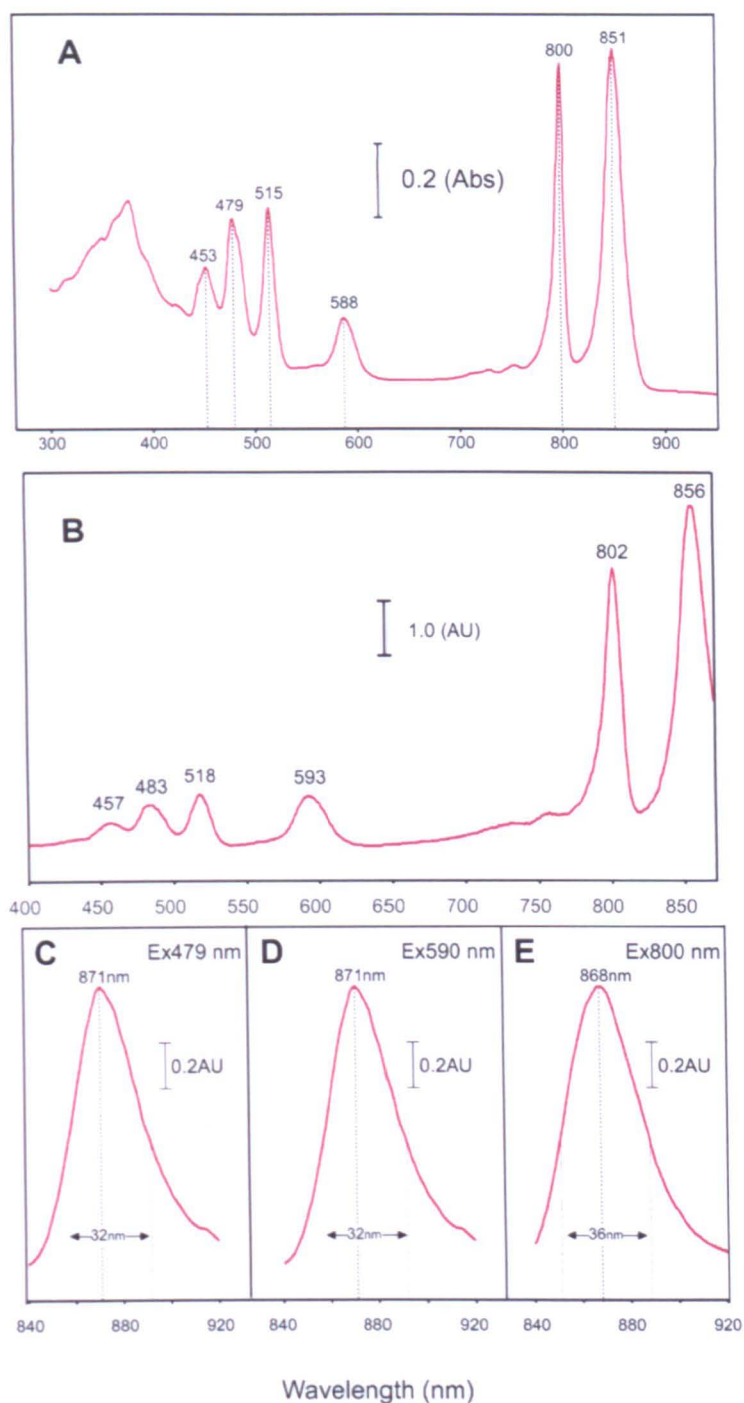 A
800
851
0.2 (Abs)
479
515
453
588
300 400 500 600 700 800 900
B
856
802
1.0 (AU)
457
483
518
593
400 450 500 550 600 650 700 750 800 850
C Ex479 nm
871nm
0.2AU
32nm
840 880 920
D Ex590 nm
871nm
0.2AU
32nm
840 880 920
E Ex800 nm
868nm
0.2AU
36nm
840 880 920
Wavelength (nm)